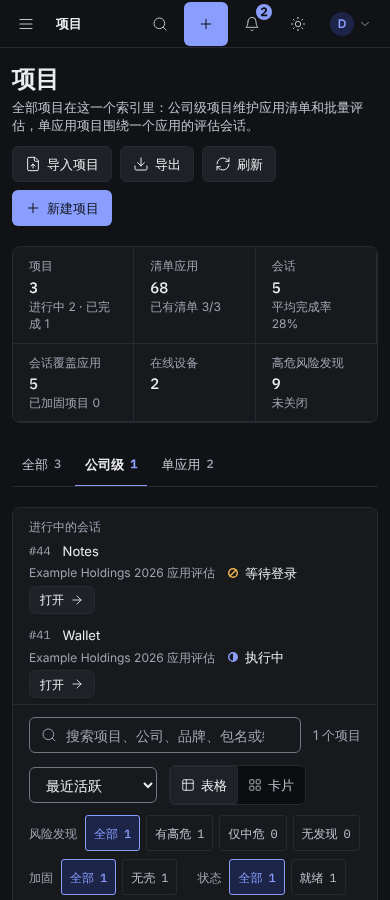 项目
2
D
项目
全部项目在这一个索引里：公司级项目维护应用清单和批量评
估，单应用项目围绕一个应用的评估会话。
导入项目 导出 刷新
新建项目
项目 清单应用 会话
3 68 5
进行中 2 · 已完成 1 已有清单 3/3 平均完成率 28%
会话覆盖应用 在线设备 高危风险发现
5 2 9
已加固项目 0 未关闭
全部 3 公司级 1 单应用 2
进行中的会话
#44 Notes
Example Holdings 2026 应用评估 等待登录
打开
#41 Wallet
Example Holdings 2026 应用评估 执行中
打开
搜索项目、公司、品牌、包名或 1 个项目
最近活跃 表格 卡片
风险发现 全部 1 有高危 1 仅中危 0 无发现 0
加固 全部 1 无壳 1 状态 全部 1 就绪 1